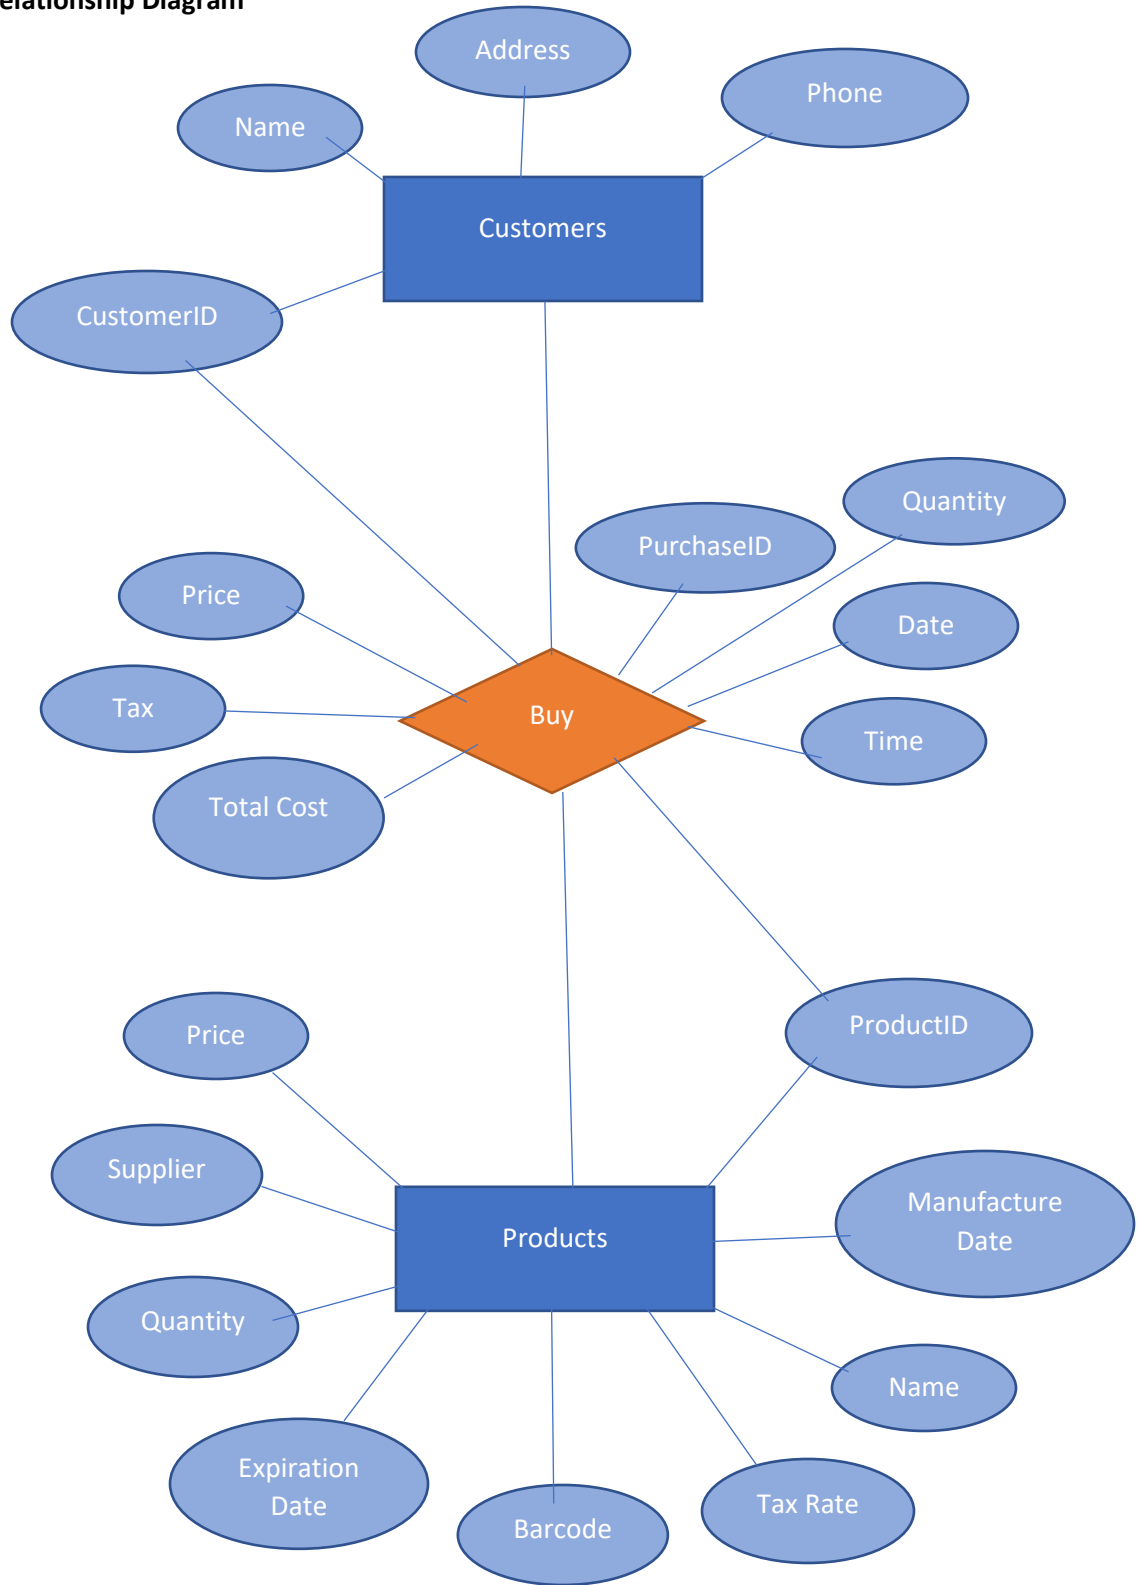 elationship Diagram
Address
Phone
Name
Customers
CustomerID
Quantity
PurchaseID
Price
Date
Tax
Buy
Time
Total Cost
Price
ProductID
Supplier
Manufacture
Date
Products
Quantity
Name
Expiration
Date
Tax Rate
Barcode